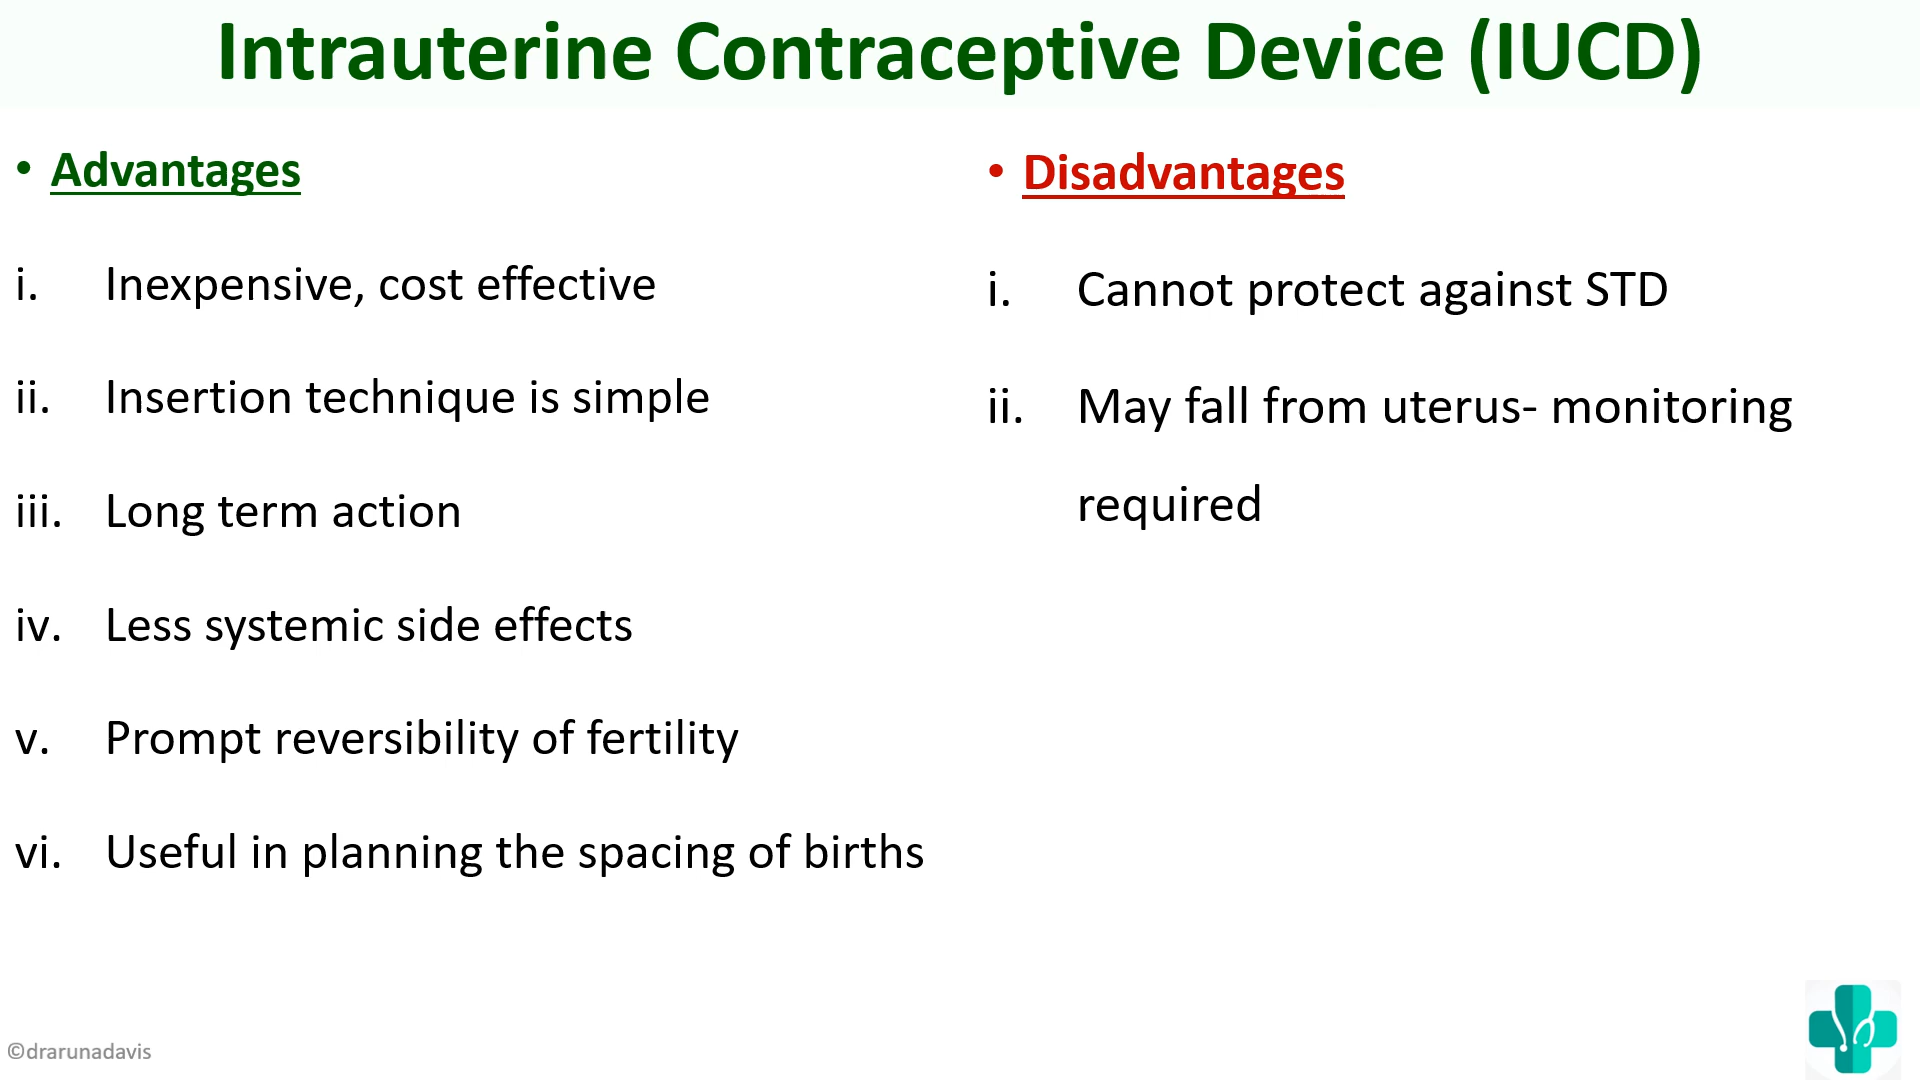 Intrauterine Contraceptive Device (IUCD)
• Advantages
i. Inexpensive, cost effective
ii. Insertion technique is simple
iii. Long term action
iv. Less systemic side effects
v. Prompt reversibility of fertility
vi. Useful in planning the spacing of births
• Disadvantages
i. Cannot protect against STD
ii. May fall from uterus- monitoring
required
©drarunadavis